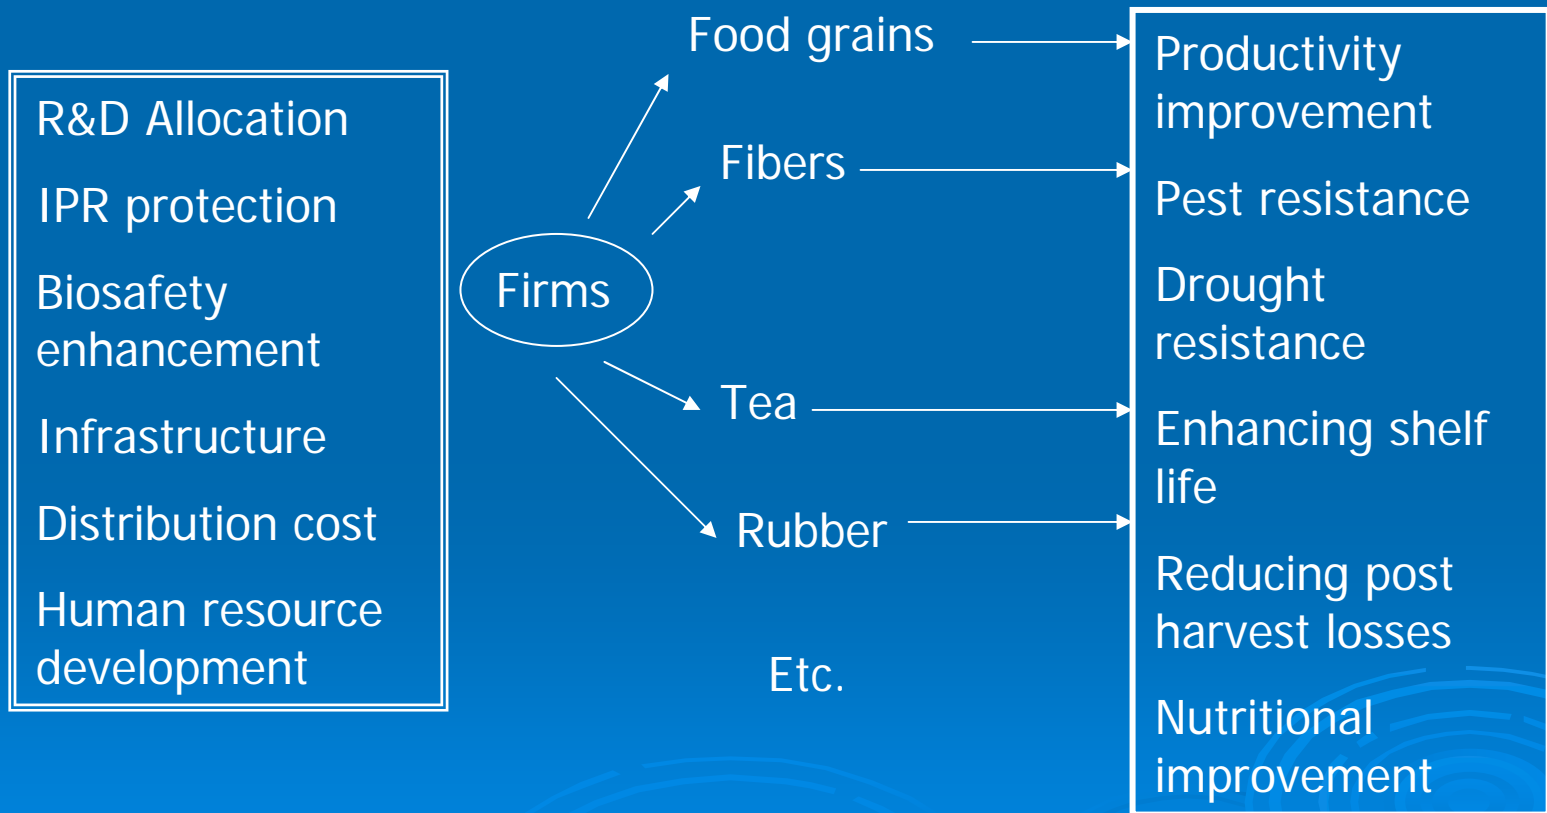 R&D Allocation
IPR protection
Biosafety
enhancement
Infrastructure
Distribution cost
Human resource
development
Firms
Food grains
Fibers
Tea
Rubber
Etc.
Productivity
improvement
Pest resistance
Drought
resistance
Enhancing shelf
life
Reducing post
harvest losses
Nutritional
improvement